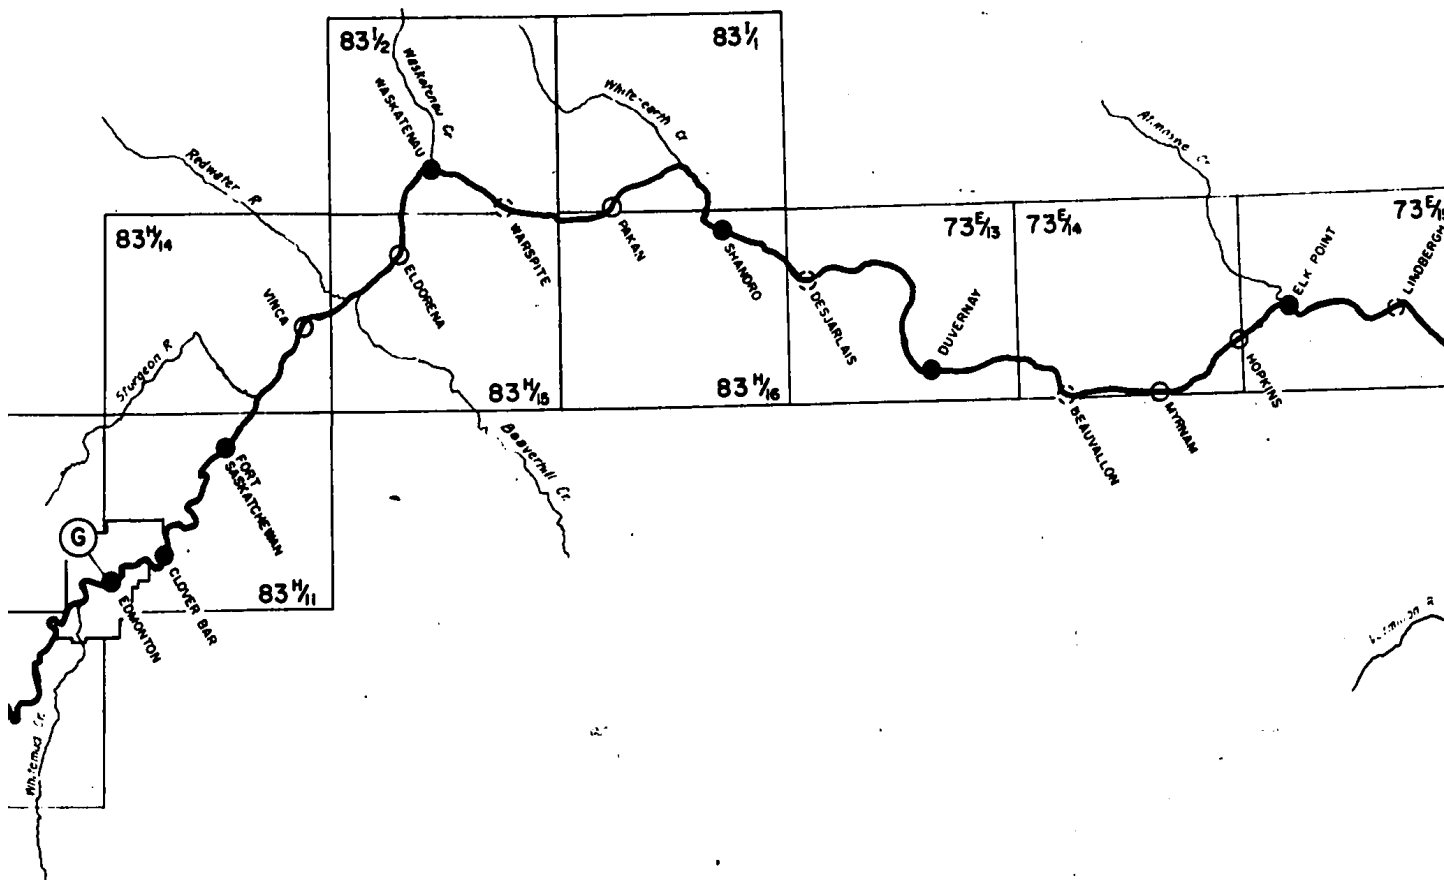 83 I/2
83 I/1
Waskatenau Cr
WASKATENAU
White-earth Cr
Redwater R
83 H/14
WARSPITE
PAKAN
SHANDRO
73 E/13
73 E/14
73 E/15
ELK POINT
LINDBERGH
ELDORENA
VINCA
DESJARLAIS
DUVERNAY
Sturgeon R
HOPKINS
83 H/15
83 H/16
BEAUVALLON
MYRNAM
Beaverhill Cr.
FORT
SASKATCHEWAN
G
CLOVER BAR
EDMONTON
83 H/11
Whitemud Cr.